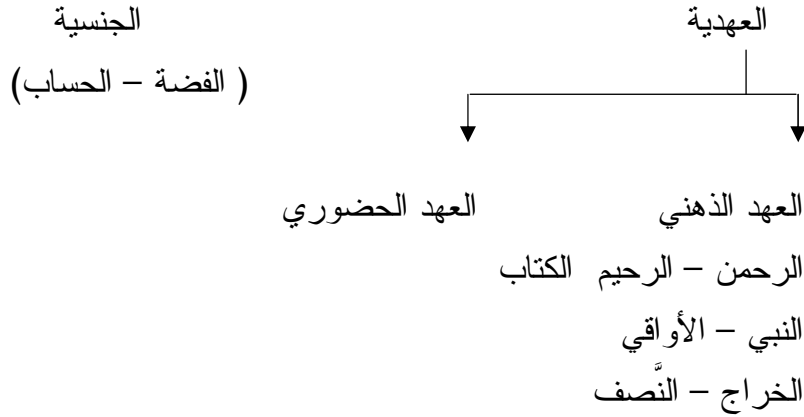 العهدية الجنسية
( الفضة – الحساب)
العهد الذهني العهد الحضوري
الرحمن – الرحيم الكتاب
النبي – الأواقي
الخراج – النَّصف